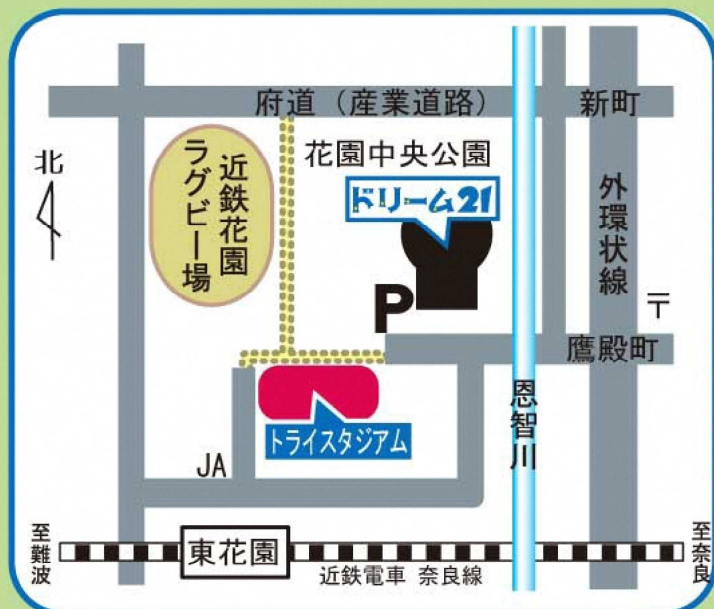 府道（産業道路）
新町
北
近鉄花園
ラグビー場
花園中央公園
ドリーム21
外環状線
P
〒
鷹殿町
トライスタジアム
恩智川
JA
至難波
東花園
近鉄電車 奈良線
至奈良